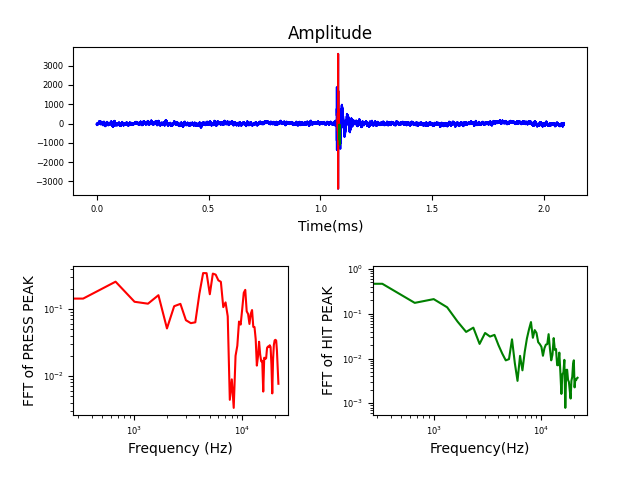 Amplitude
3000
2000
1000
0
−1000
−2000
−3000
0.0 0.5 1.0 1.5 2.0
Time(ms)
FFT of PRESS PEAK
10⁻¹
10⁻²
10³ 10⁴
Frequency (Hz)
FFT of HIT PEAK
10⁰
10⁻¹
10⁻²
10⁻³
10³ 10⁴
Frequency(Hz)